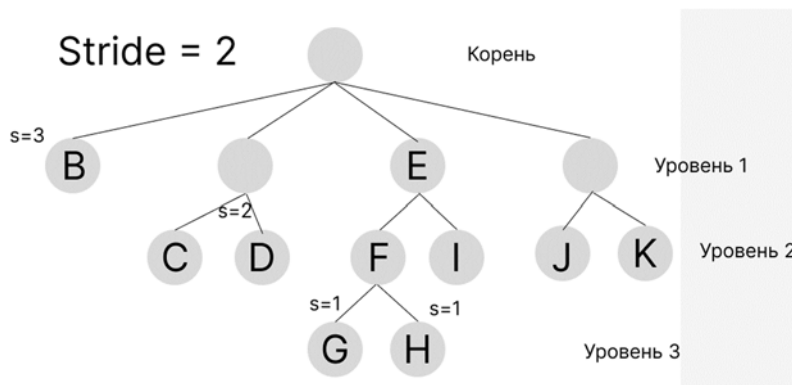 Stride = 2
Корень
s=3
B
E
Уровень 1
s=2
C
D
F
I
J
K
Уровень 2
s=1
s=1
G
H
Уровень 3